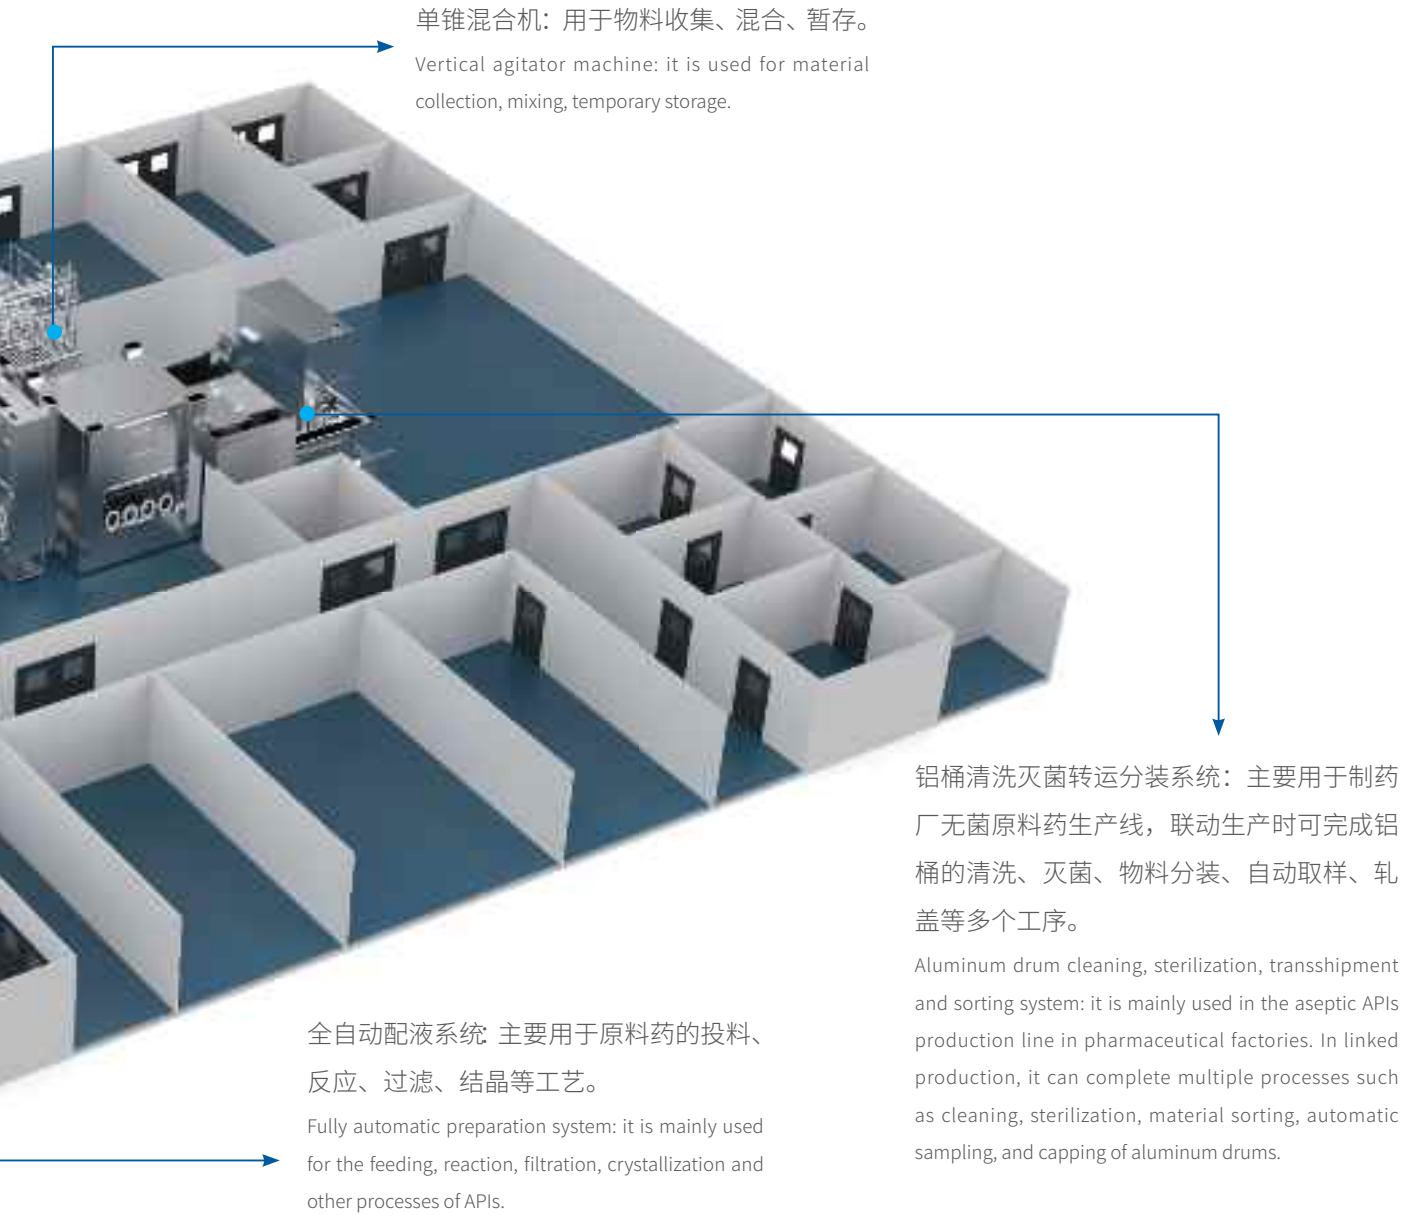 单锥混合机：用于物料收集、混合、暂存。
Vertical agitator machine: it is used for material
collection, mixing, temporary storage.
铝桶清洗灭菌转运分装系统：主要用于制药
厂无菌原料药生产线，联动生产时可完成铝
桶的清洗、灭菌、物料分装、自动取样、轧
盖等多个工序。
Aluminum drum cleaning, sterilization, transshipment
and sorting system: it is mainly used in the aseptic APIs
production line in pharmaceutical factories. In linked
production, it can complete multiple processes such
as cleaning, sterilization, material sorting, automatic
sampling, and capping of aluminum drums.
全自动配液系统：主要用于原料药的投料、
反应、过滤、结晶等工艺。
Fully automatic preparation system: it is mainly used
for the feeding, reaction, filtration, crystallization and
other processes of APIs.